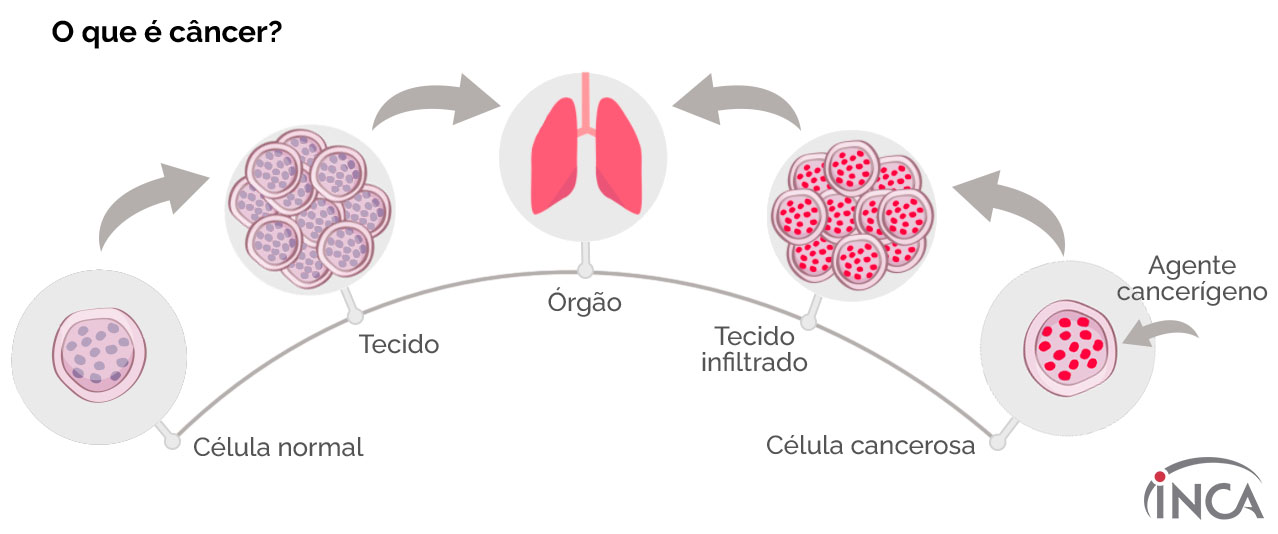 O que é câncer?
Órgão
Tecido
Tecido
infiltrado
Célula normal
Célula cancerosa
Agente
cancerígeno
INCA